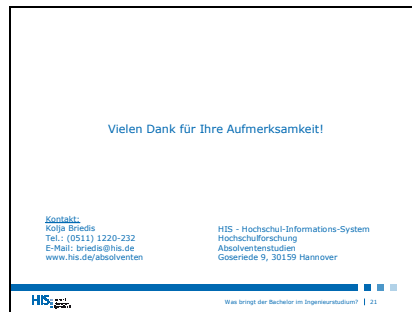 Vielen Dank für Ihre Aufmerksamkeit!
Kontakt:
Kolja Briedis
Tel.: (0511) 1220-232
E-Mail: briedis@his.de
www.his.de/absolventen
HIS - Hochschul-Informations-System
Hochschulforschung
Absolventenstudien
Goseriede 9, 30159 Hannover
HIS
Was bringt der Bachelor im Ingenieurstudium? | 21